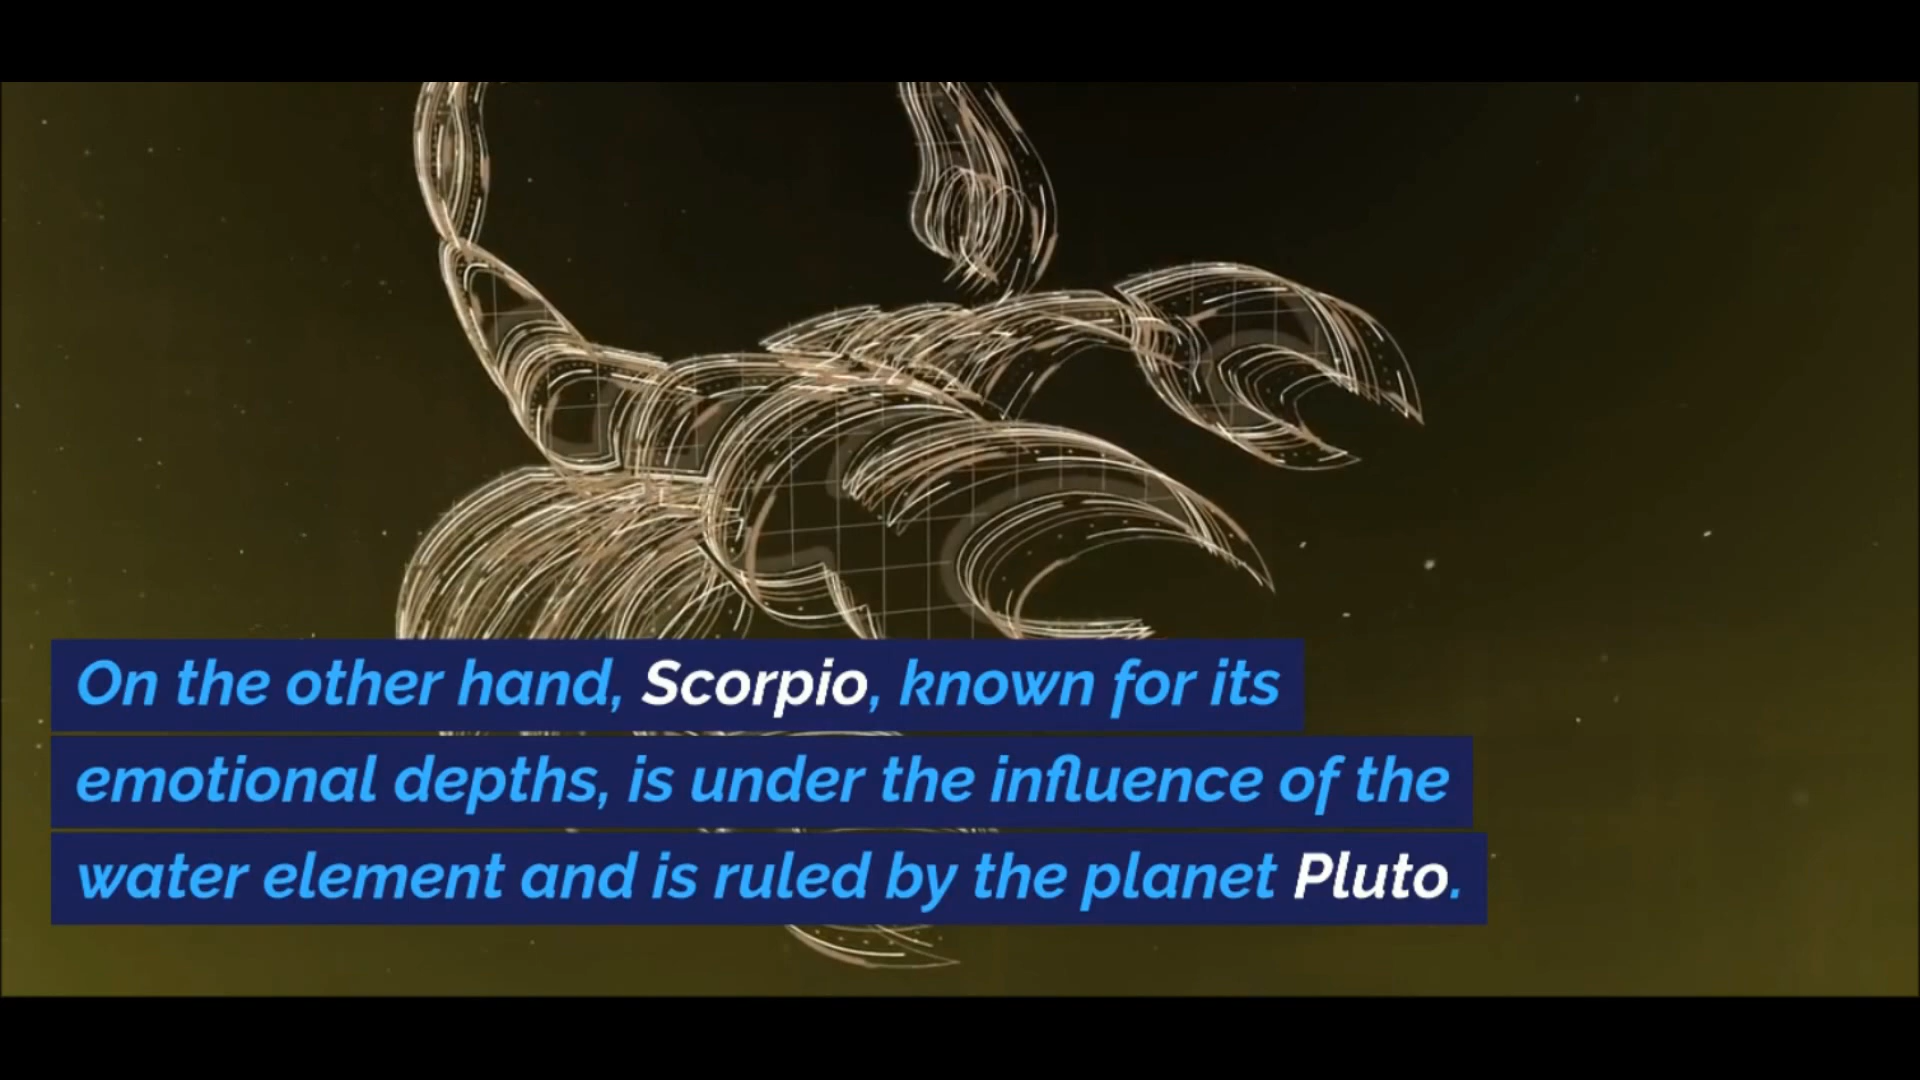 On the other hand, Scorpio, known for its
emotional depths, is under the influence of the
water element and is ruled by the planet Pluto.